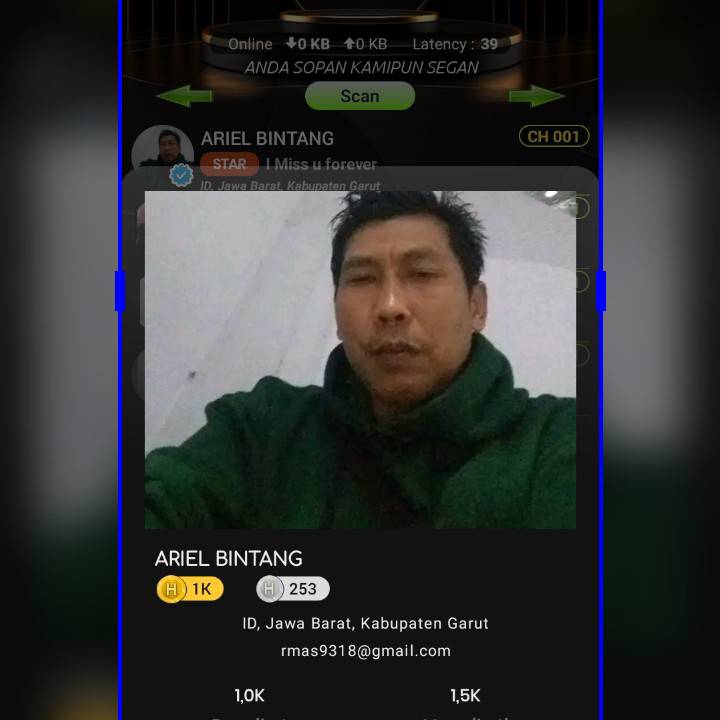 Online 0 KB 0 KB Latency : 39
ANDA SOPAN KAMIPUN SEGAN
Scan
ARIEL BINTANG CH 001
STAR I Miss u forever
ID, Jawa Barat, Kabupaten Garut
ARIEL BINTANG
H 1K H 253
ID, Jawa Barat, Kabupaten Garut
rmas9318@gmail.com
1,0K 1,5K